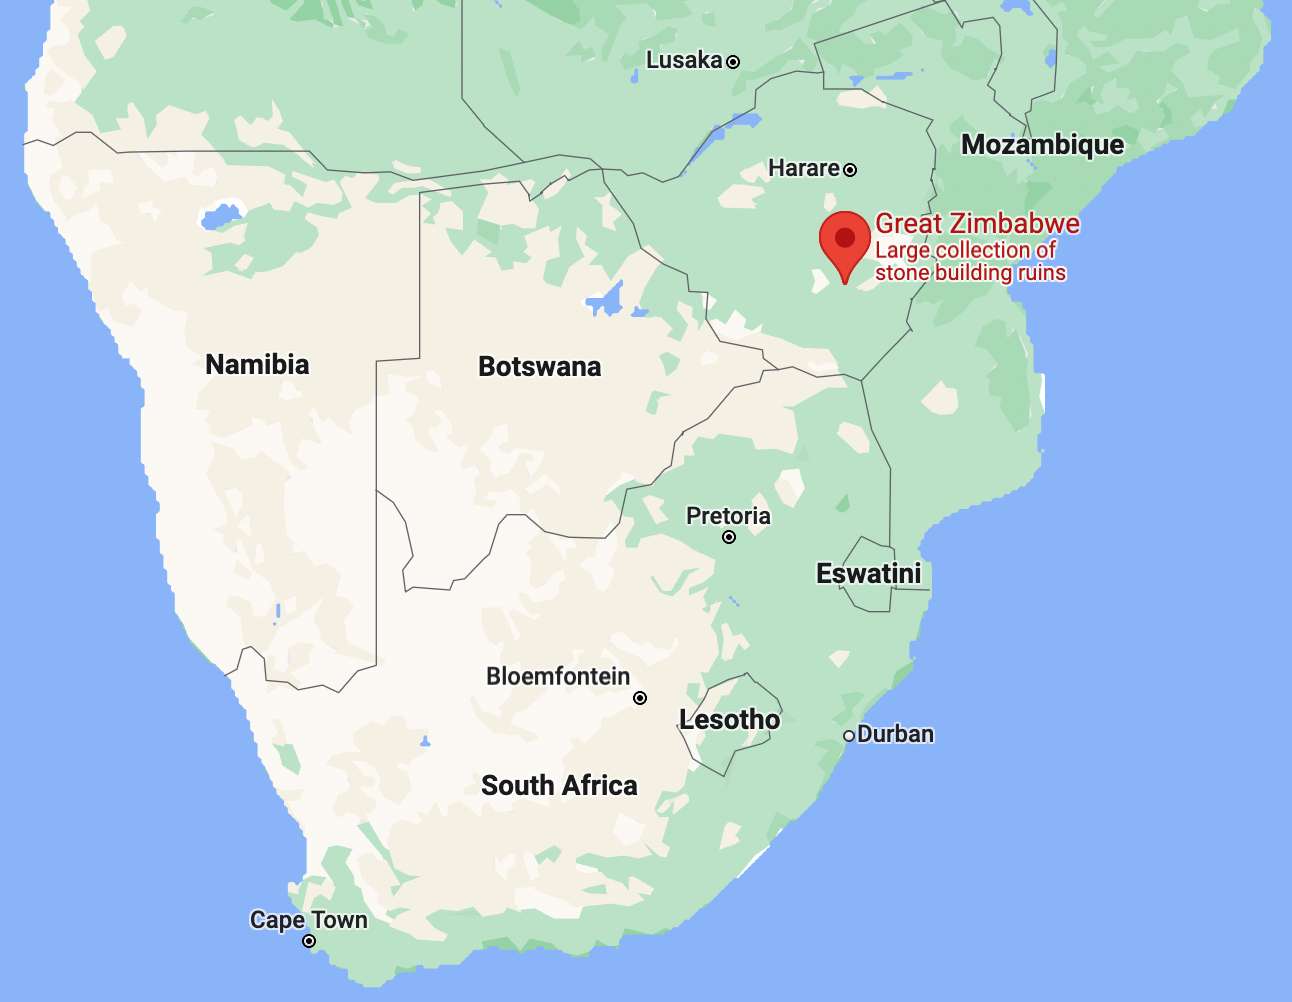 Lusaka
Mozambique
Harare
Great Zimbabwe
Large collection of
stone building ruins
Namibia
Botswana
Pretoria
Eswatini
Bloemfontein
Lesotho
Durban
South Africa
Cape Town